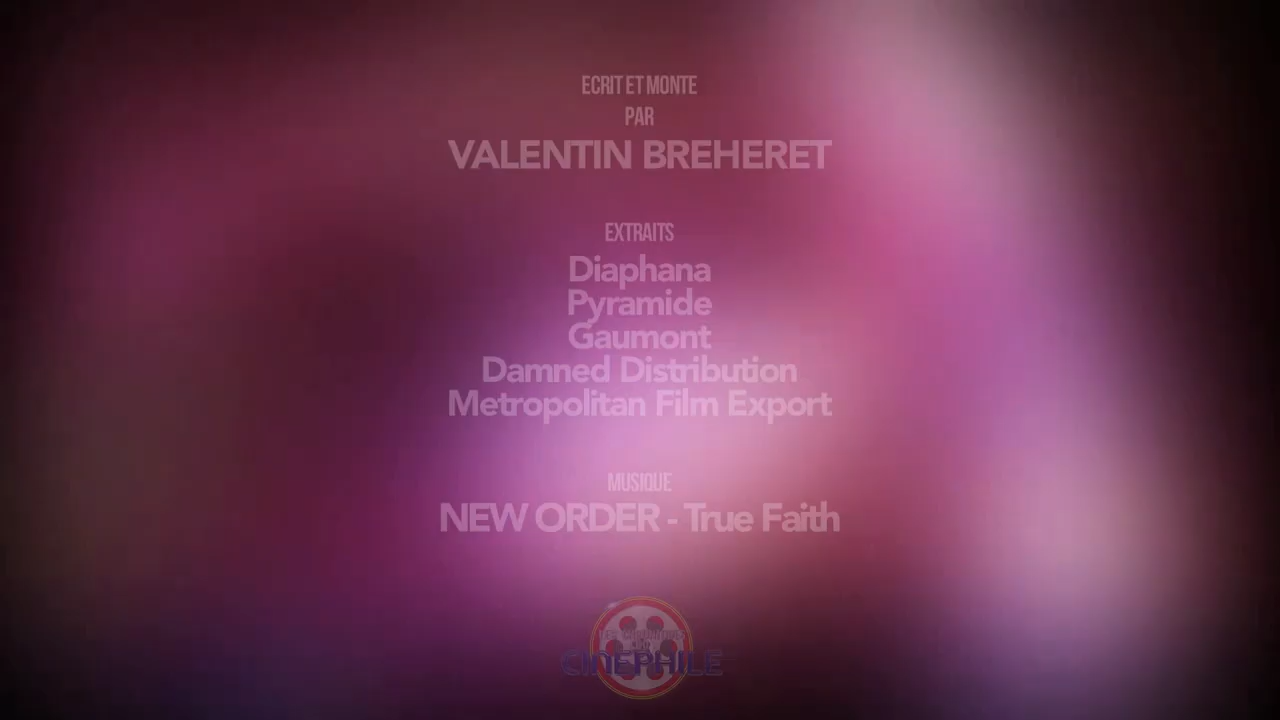 ECRIT ET MONTE
PAR
VALENTIN BREHERET
EXTRAITS
Diaphana
Pyramide
Gaumont
Damned Distribution
Metropolitan Film Export
MUSIQUE
NEW ORDER - True Faith
CINEPHILE